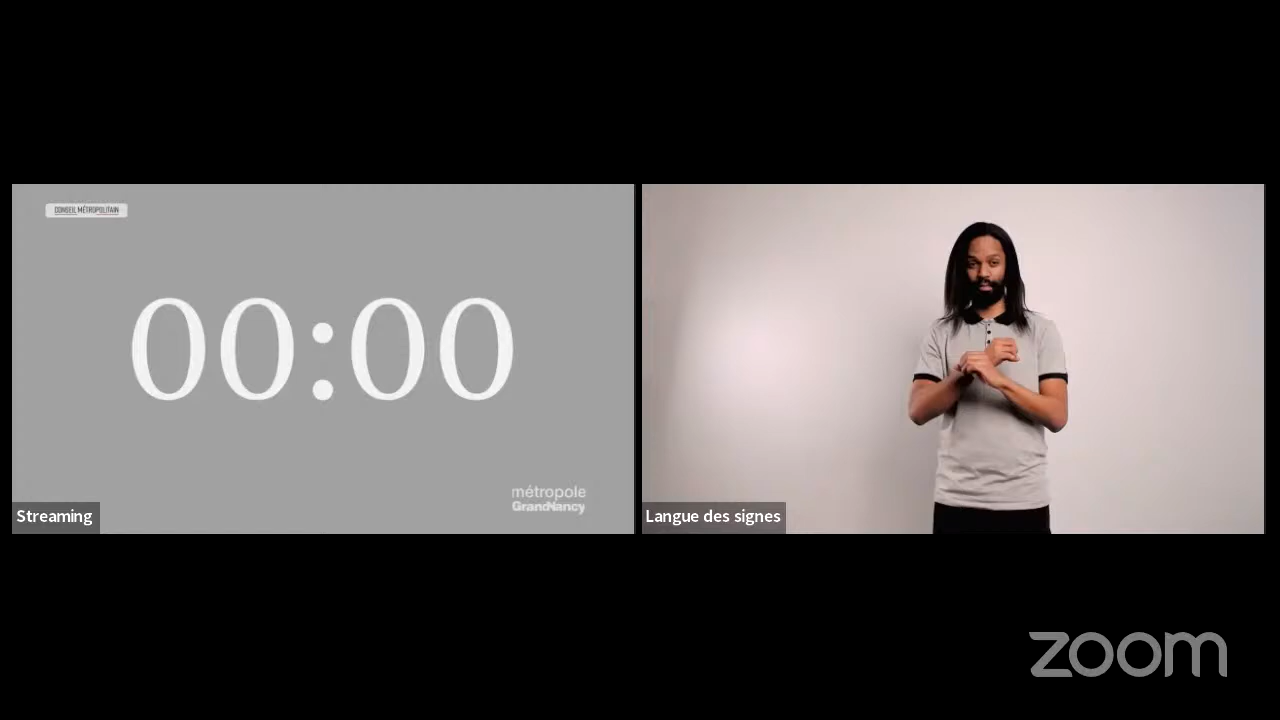 CONSEIL MÉTROPOLITAIN
00:00
métropole
GrandNancy
Streaming
Langue des signes
zoom